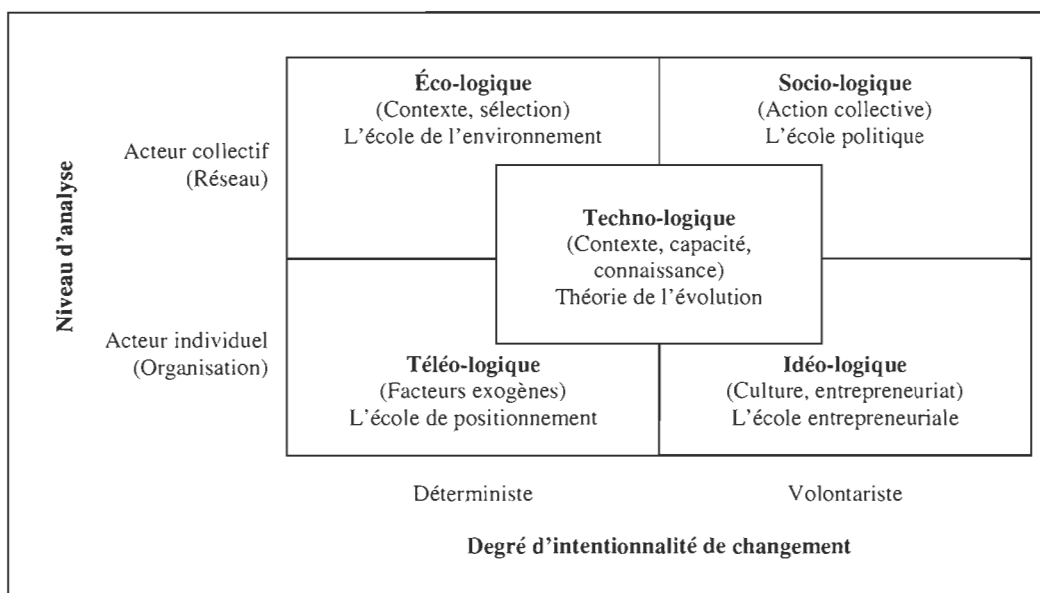 Niveau d'analyse
Acteur collectif
(Réseau)
Acteur individuel
(Organisation)
Éco-logique
(Contexte, sélection)
L'école de l'environnement
Socio-logique
(Action collective)
L'école politique
Techno-logique
(Contexte, capacité,
connaissance)
Théorie de l'évolution
Téléo-logique
(Facteurs exogènes)
L'école de positionnement
Idéo-logique
(Culture, entrepreneuriat)
L'école entrepreneuriale
Déterministe
Volontariste
Degré d'intentionnalité de changement